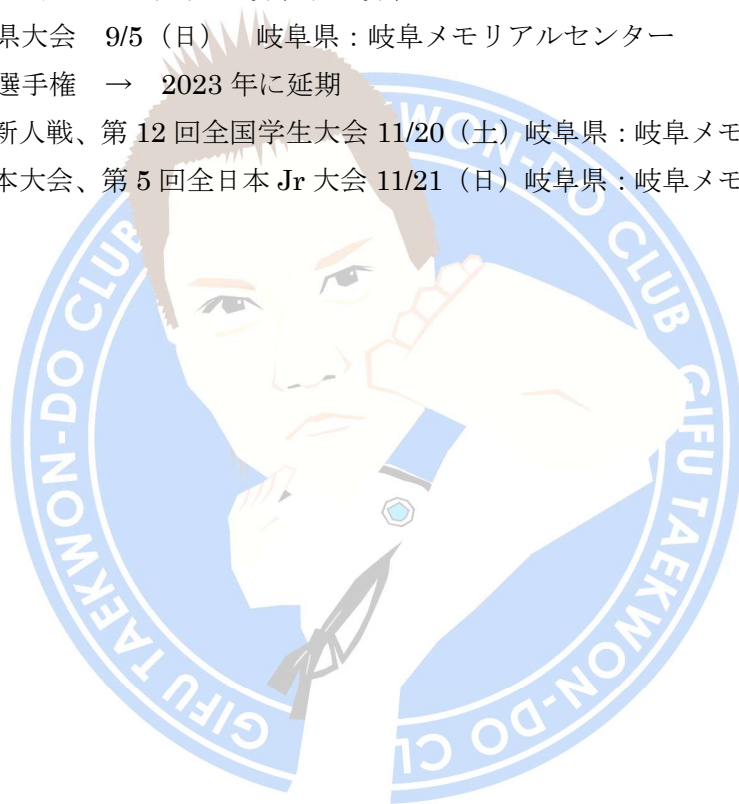 県大会 9/5（日） 岐阜県：岐阜メモリアルセンター
選手権 → 2023 年に延期
新人戦、第 12 回全国学生大会 11/20（土）岐阜県：岐阜メモ
本大会、第 5 回全日本 Jr 大会 11/21（日）岐阜県：岐阜メモ
GIFU TAEKWON-DO CLUB GIFU TAEKWON-DO CLUB